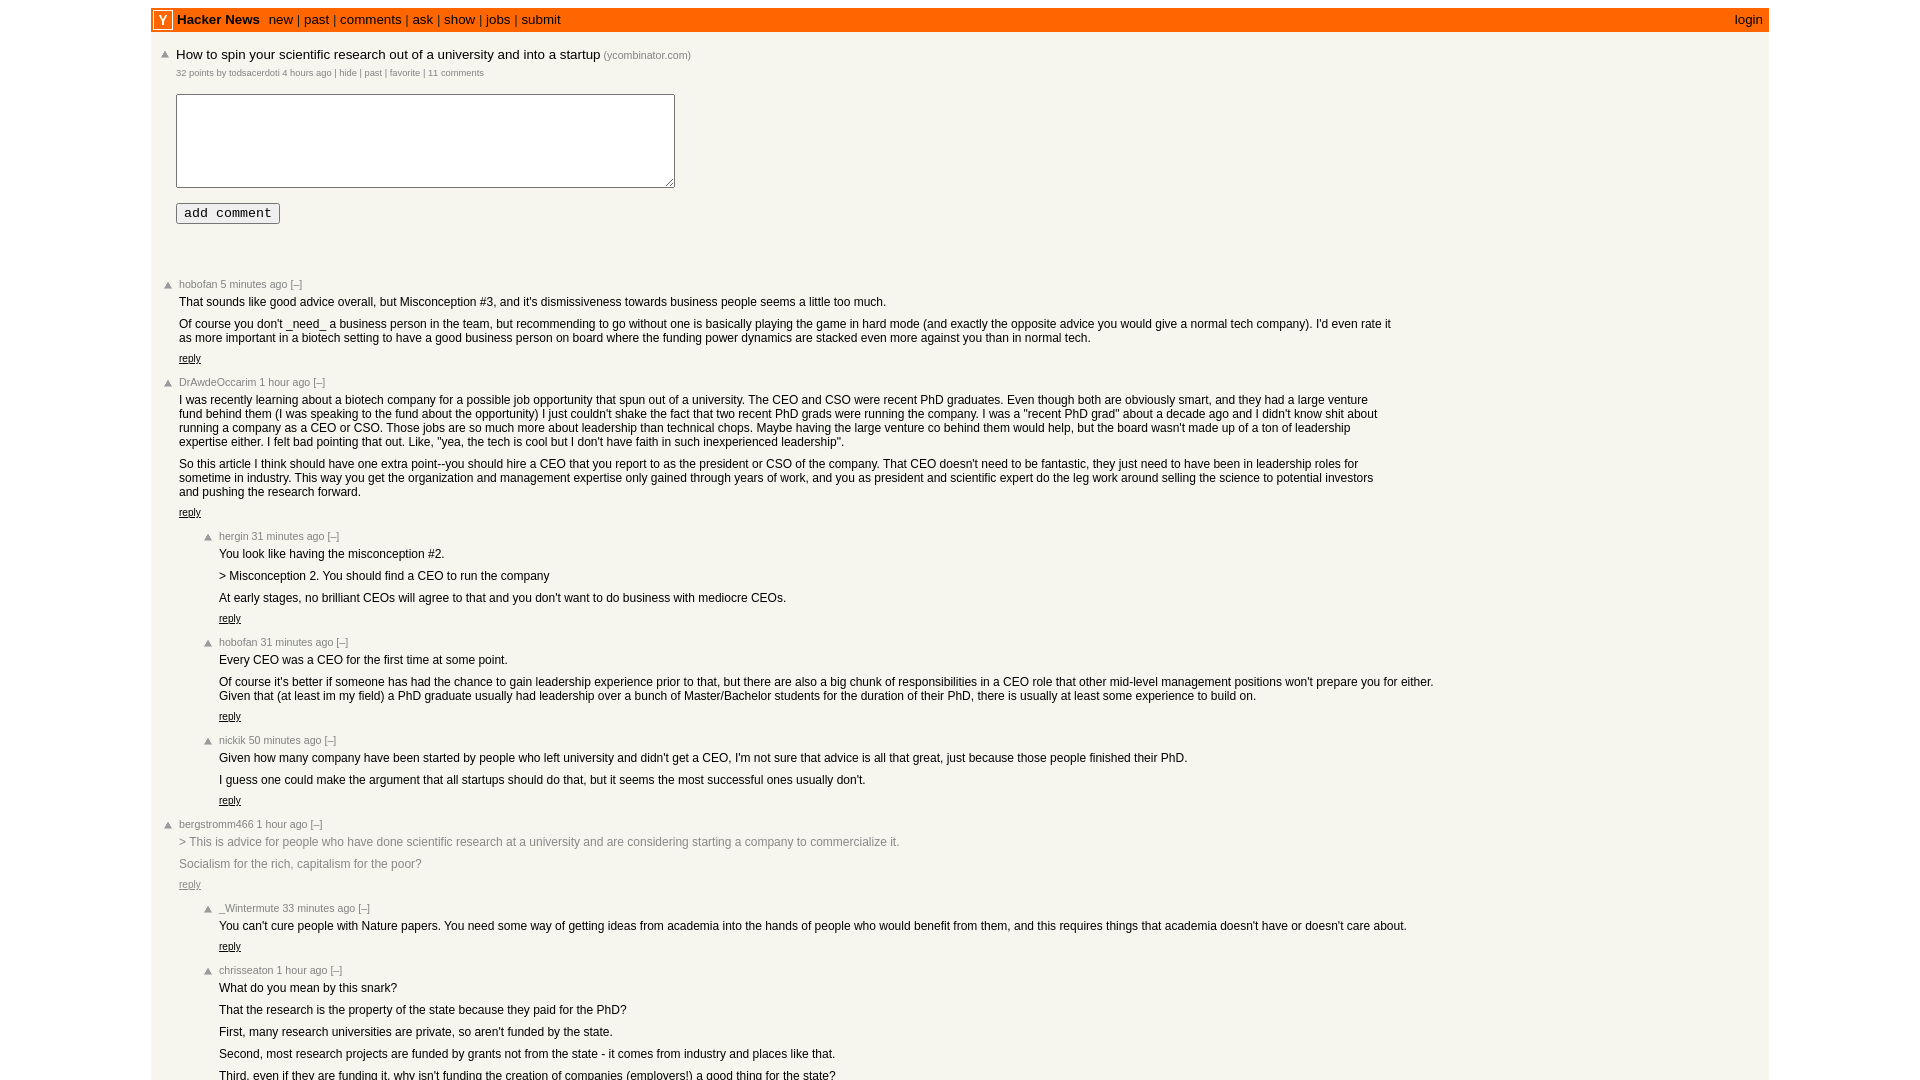 Y Hacker News new | past | comments | ask | show | jobs | submit login
How to spin your scientific research out of a university and into a startup (ycombinator.com)
32 points by todsacerdoti 4 hours ago | hide | past | favorite | 11 comments
add comment
hobofan 5 minutes ago [–]
That sounds like good advice overall, but Misconception #3, and it's dismissiveness towards business people seems a little too much.
Of course you don't _need_ a business person in the team, but recommending to go without one is basically playing the game in hard mode (and exactly the opposite advice you would give a normal tech company). I'd even rate it
as more important in a biotech setting to have a good business person on board where the funding power dynamics are stacked even more against you than in normal tech.
reply
DrAwdeOccarim 1 hour ago [–]
I was recently learning about a biotech company for a possible job opportunity that spun out of a university. The CEO and CSO were recent PhD graduates. Even though both are obviously smart, and they had a large venture
fund behind them (I was speaking to the fund about the opportunity) I just couldn't shake the fact that two recent PhD grads were running the company. I was a "recent PhD grad" about a decade ago and I didn't know shit about
running a company as a CEO or CSO. Those jobs are so much more about leadership than technical chops. Maybe having the large venture co behind them would help, but the board wasn't made up of a ton of leadership
expertise either. I felt bad pointing that out. Like, "yea, the tech is cool but I don't have faith in such inexperienced leadership".
So this article I think should have one extra point--you should hire a CEO that you report to as the president or CSO of the company. That CEO doesn't need to be fantastic, they just need to have been in leadership roles for
sometime in industry. This way you get the organization and management expertise only gained through years of work, and you as president and scientific expert do the leg work around selling the science to potential investors
and pushing the research forward.
reply
hergin 31 minutes ago [–]
You look like having the misconception #2.
> Misconception 2. You should find a CEO to run the company
At early stages, no brilliant CEOs will agree to that and you don't want to do business with mediocre CEOs.
reply
hobofan 31 minutes ago [–]
Every CEO was a CEO for the first time at some point.
Of course it's better if someone has had the chance to gain leadership experience prior to that, but there are also a big chunk of responsibilities in a CEO role that other mid-level management positions won't prepare you for either.
Given that (at least im my field) a PhD graduate usually had leadership over a bunch of Master/Bachelor students for the duration of their PhD, there is usually at least some experience to build on.
reply
nickik 50 minutes ago [–]
Given how many company have been started by people who left university and didn't get a CEO, I'm not sure that advice is all that great, just because those people finished their PhD.
I guess one could make the argument that all startups should do that, but it seems the most successful ones usually don't.
reply
bergstromm466 1 hour ago [–]
> This is advice for people who have done scientific research at a university and are considering starting a company to commercialize it.
Socialism for the rich, capitalism for the poor?
reply
_Wintermute 33 minutes ago [–]
You can't cure people with Nature papers. You need some way of getting ideas from academia into the hands of people who would benefit from them, and this requires things that academia doesn't have or doesn't care about.
reply
chrisseaton 1 hour ago [–]
What do you mean by this snark?
That the research is the property of the state because they paid for the PhD?
First, many research universities are private, so aren't funded by the state.
Second, most research projects are funded by grants not from the state - it comes from industry and places like that.
Third, even if they are funding it, why isn't funding the creation of companies (employers!) a good thing for the state?